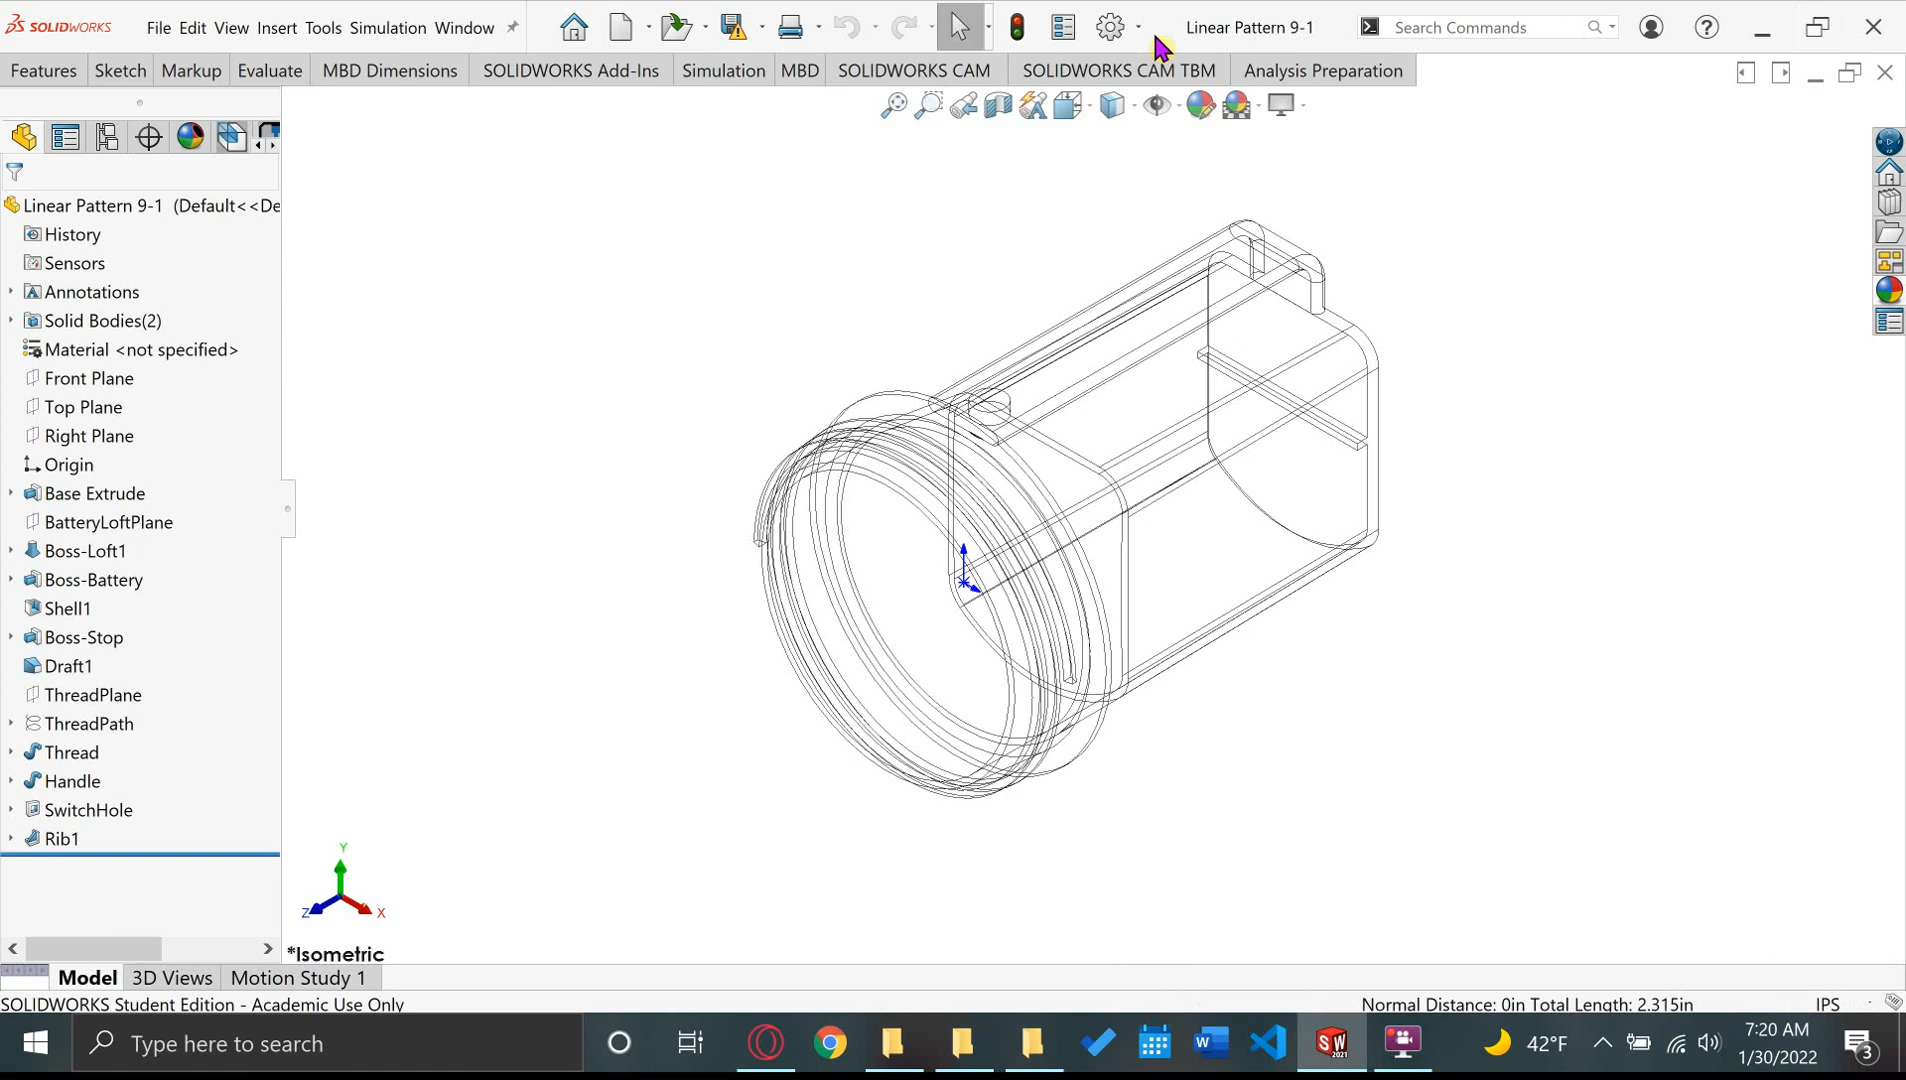 SOLIDWORKS File Edit View Insert Tools Simulation Window Linear Pattern 9-1 Search Commands
Features Sketch Markup Evaluate MBD Dimensions SOLIDWORKS Add-Ins Simulation MBD SOLIDWORKS CAM SOLIDWORKS CAM TBM Analysis Preparation
Linear Pattern 9-1 (Default<<De
History
Sensors
Annotations
Solid Bodies(2)
Material <not specified>
Front Plane
Top Plane
Right Plane
Origin
Base Extrude
BatteryLoftPlane
Boss-Loft1
Boss-Battery
Shell1
Boss-Stop
Draft1
ThreadPlane
ThreadPath
Thread
Handle
SwitchHole
Rib1
Y
Z X
*Isometric
Model 3D Views Motion Study 1
SOLIDWORKS Student Edition - Academic Use Only Normal Distance: 0in Total Length: 2.315in IPS
Type here to search 42°F 7:20 AM
1/30/2022 3
SW
2021